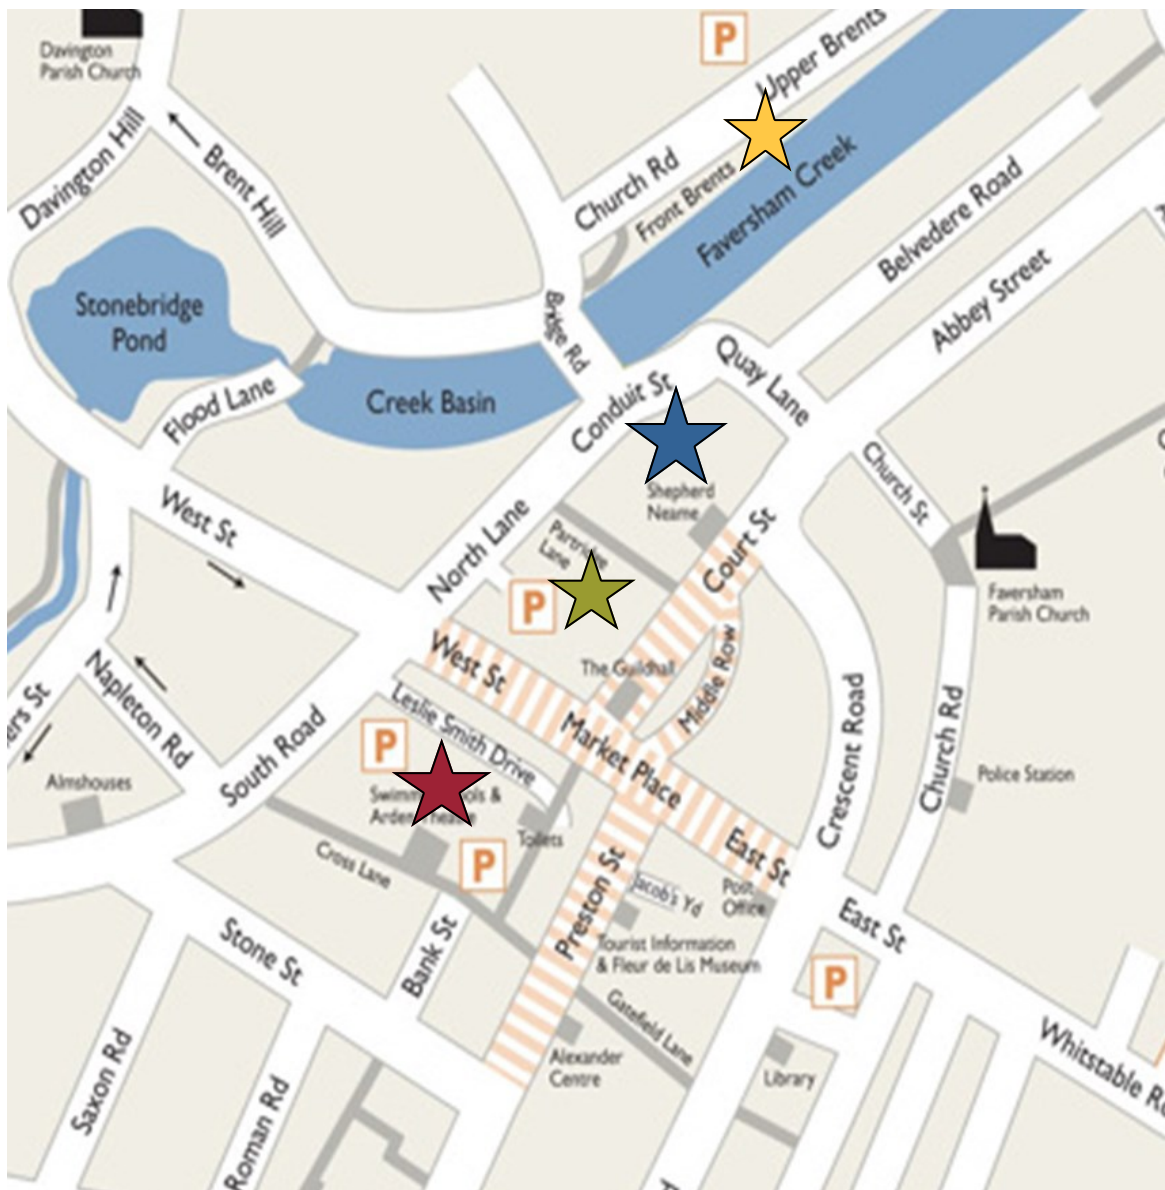 Davington
Parish Church
P
Upper Brents
Davington Hill
Brent Hill
Church Rd
Front Brents
Faversham Creek
Belvedere Road
Abbey Street
Stonebridge
Pond
Bridge Rd
Quay Lane
Flood Lane
Creek Basin
Conduit St
Church St
West St
Shepherd
Neame
North Lane
Partridge
Lane
Court St
P
Faversham
Parish Church
West St
The Guildhall
Middle Row
Napleton Rd
Leslie Smith Drive
Market Place
Crescent Road
Church Rd
South Road
P
Almshouses
Police Station
&
Toilets
Cross Lane
P
East St
Preston St
Jacob's Yd
Post
Office
Stone St
Bank St
East St
Tourist Information
& Fleur de Lis Museum
P
Gatefield Lane
Saxon Rd
Roman Rd
Alexander
Centre
Library
Whitstable